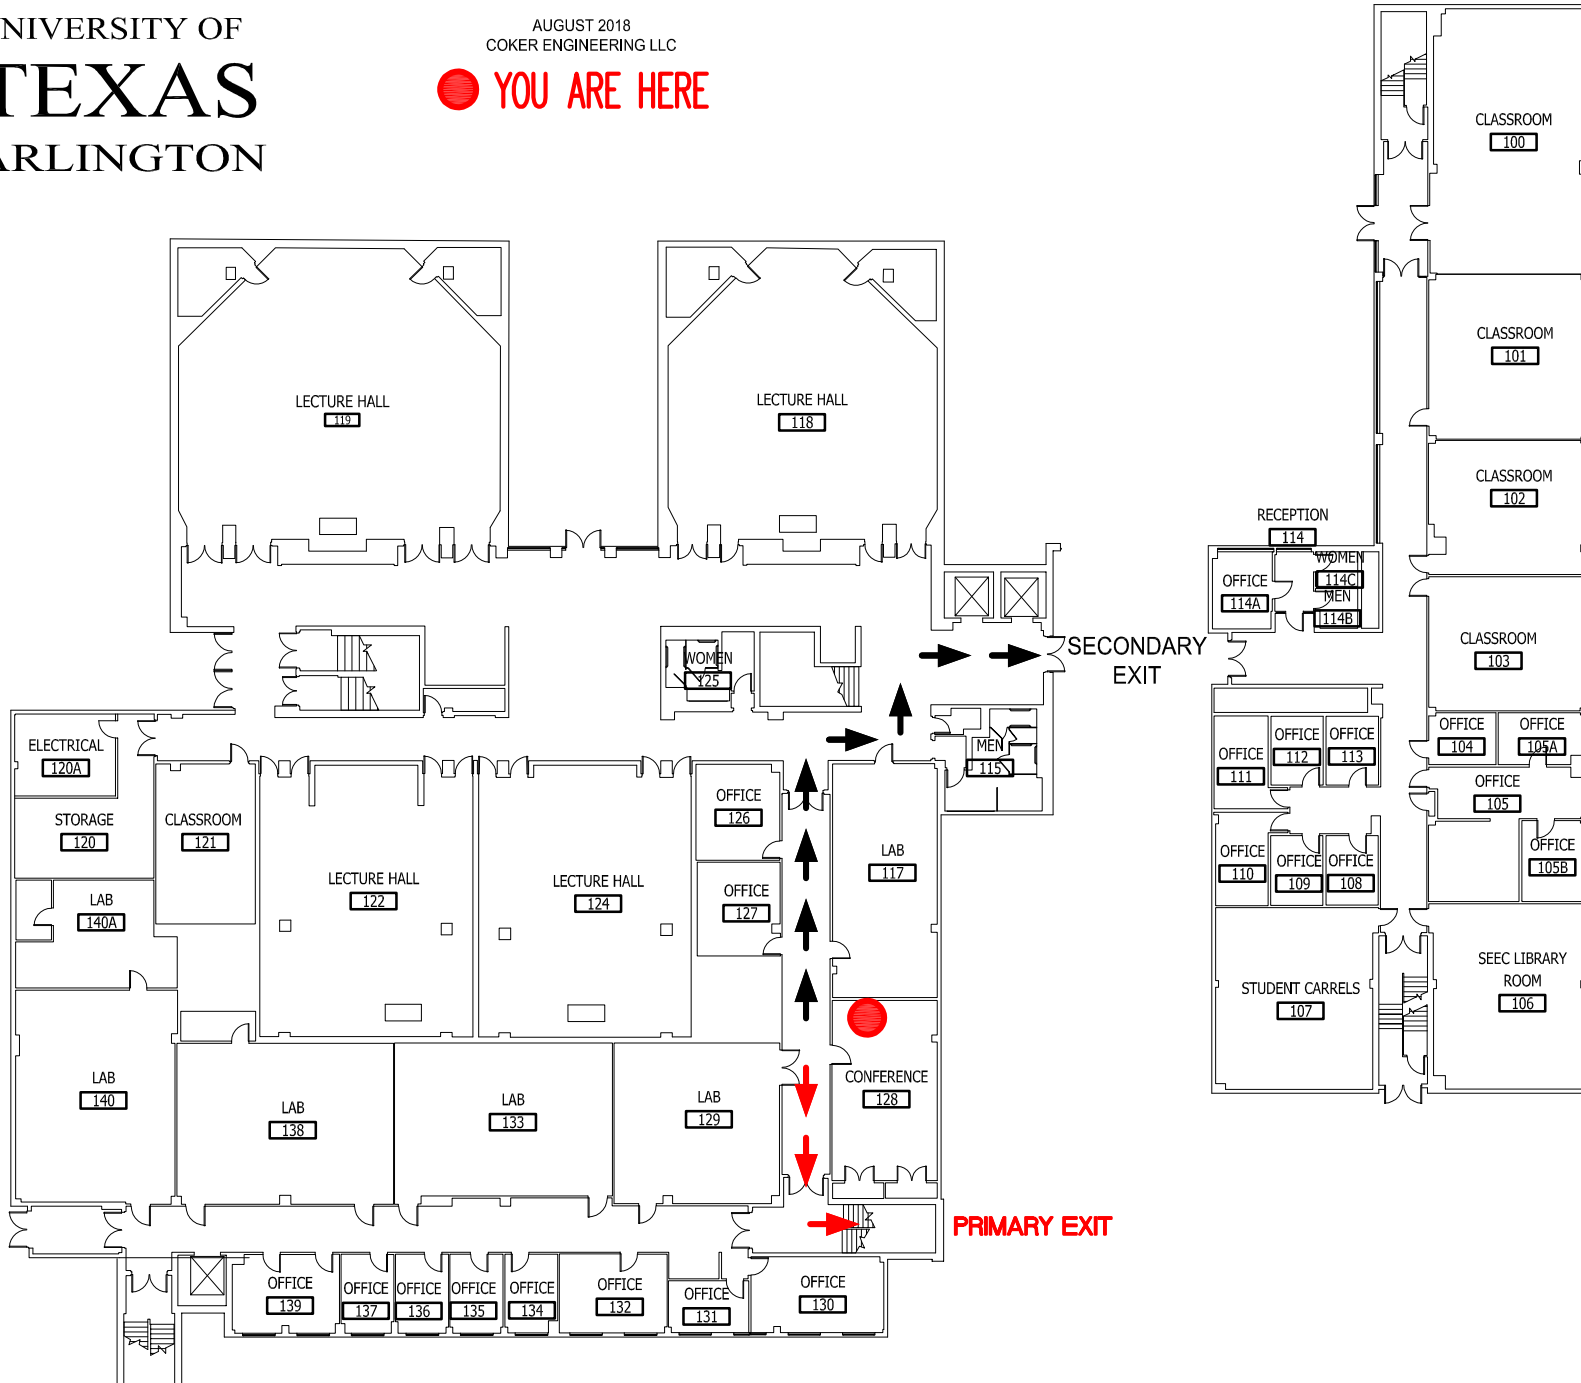 NIVERSITY OF
TEXAS
ARLINGTON
AUGUST 2018
COKER ENGINEERING LLC
YOU ARE HERE
CLASSROOM
100
CLASSROOM
101
CLASSROOM
102
RECEPTION
114
WOMEN
114C
OFFICE
114A
MEN
114B
CLASSROOM
103
LECTURE HALL
119
LECTURE HALL
118
SECONDARY
EXIT
WOMEN
125
MEN
115
ELECTRICAL
120A
STORAGE
120
CLASSROOM
121
LAB
140A
LECTURE HALL
122
LECTURE HALL
124
OFFICE
126
OFFICE
127
LAB
117
OFFICE
104
OFFICE
105A
OFFICE
111
OFFICE
112
OFFICE
113
OFFICE
105
OFFICE
110
OFFICE
109
OFFICE
108
OFFICE
105B
STUDENT CARRELS
107
SEEC LIBRARY
ROOM
106
LAB
140
LAB
138
LAB
133
LAB
129
CONFERENCE
128
PRIMARY EXIT
OFFICE
139
OFFICE
137
OFFICE
136
OFFICE
135
OFFICE
134
OFFICE
132
OFFICE
131
OFFICE
130